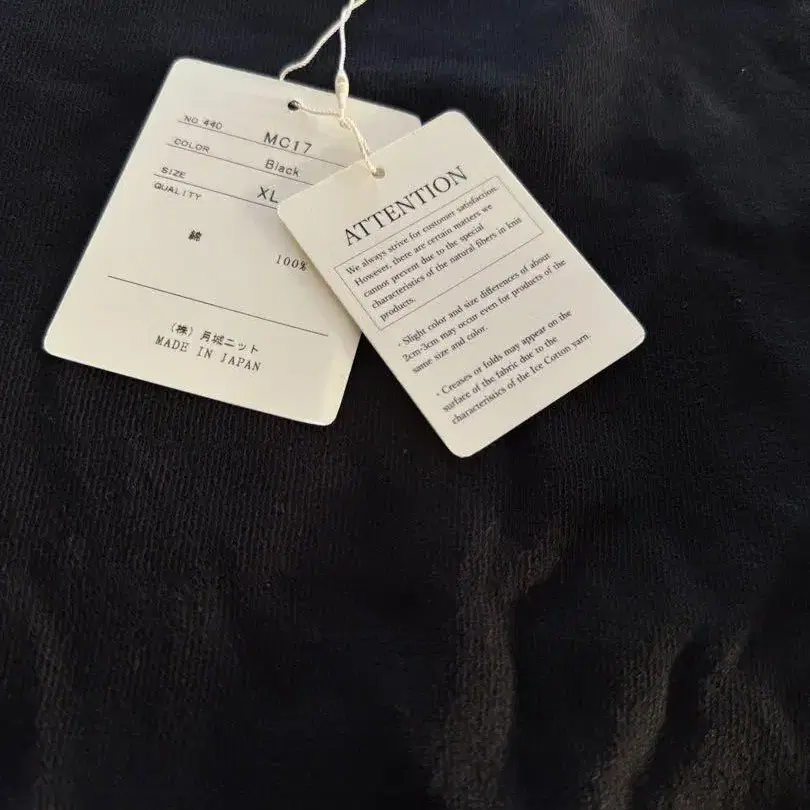 NO. 440 MC17
COLOR Black
SIZE XL
QUALITY
綿
100%
(株) 月城ニット
MADE IN JAPAN
ATTENTION
We always strive for customer satisfaction.
However, there are certain matters we
cannot prevent due to the special
characteristics of the natural fibers in knit
products.
・Slight color and size differences of about
2cm-3cm may occur even for products of the
same size and color.
・Creases or folds may appear on the
surface of the fabric due to the
characteristics of the Ice Cotton yarn.